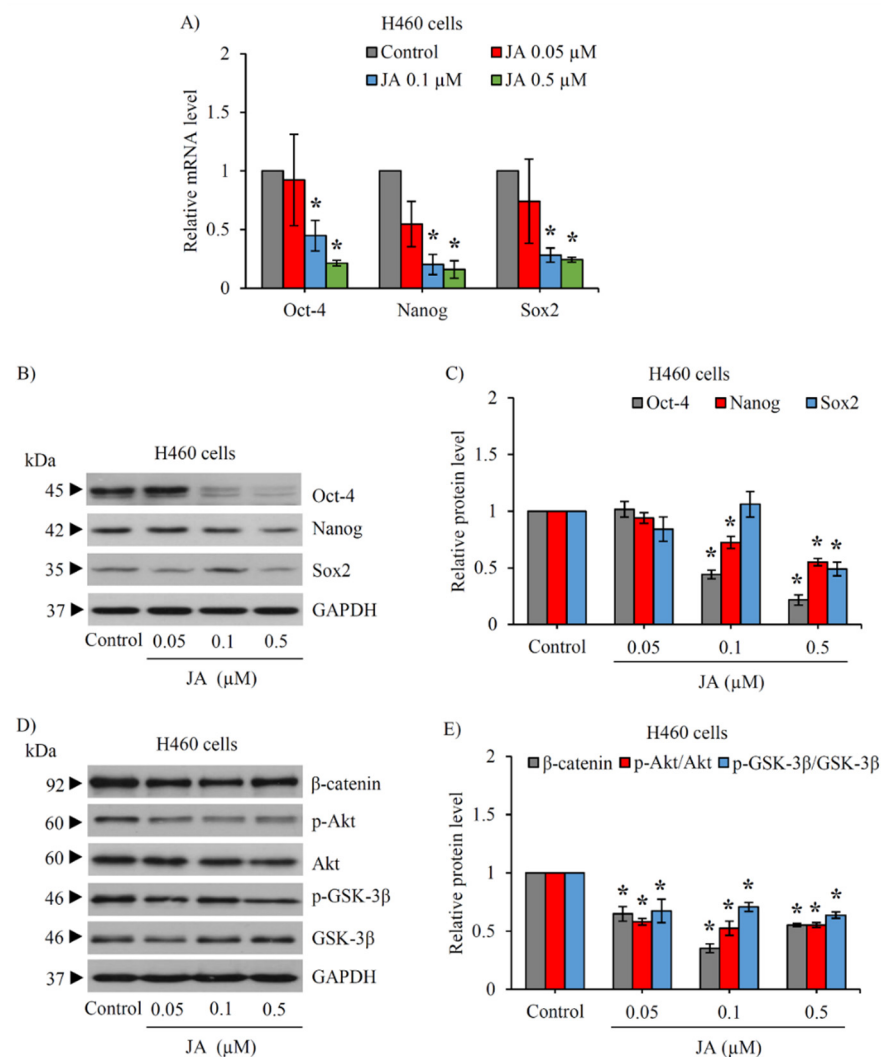 A)
H460 cells
Control
JA 0.05 µM
JA 0.1 µM
JA 0.5 µM
Relative mRNA level
2
1.5
1
0.5
0
* * * * * *
Oct-4 Nanog Sox2
B)
H460 cells
kDa
45 Oct-4
42 Nanog
35 Sox2
37 GAPDH
Control 0.05 0.1 0.5
JA (µM)
C)
H460 cells
Oct-4 Nanog Sox2
Relative protein level
2
1.5
1
0.5
0
* * * * *
Control 0.05 0.1 0.5
JA (µM)
D)
H460 cells
kDa
92 β-catenin
60 p-Akt
60 Akt
46 p-GSK-3β
46 GSK-3β
37 GAPDH
Control 0.05 0.1 0.5
JA (µM)
E)
H460 cells
β-catenin p-Akt/Akt p-GSK-3β/GSK-3β
Relative protein level
2
1.5
1
0.5
0
* * * * * * * * *
Control 0.05 0.1 0.5
JA (µM)